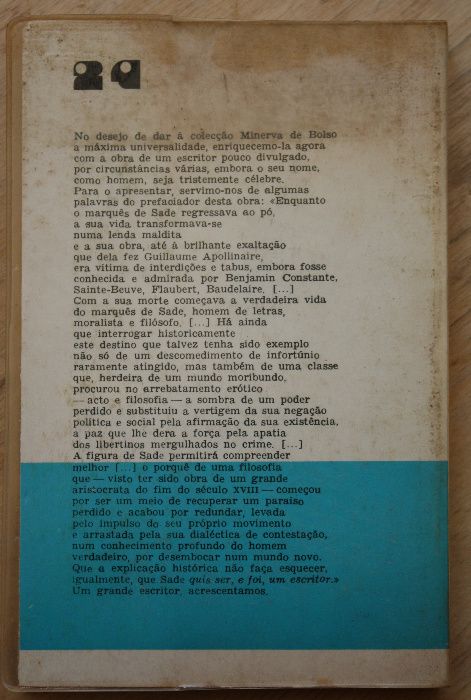 No desejo de dar à colecção Minerva de Bolso
a máxima universalidade, enriquecemo-la agora
com a obra de um escritor pouco divulgado,
por circunstâncias várias, embora o seu nome,
como homem, seja tristemente célebre.
Para o apresentar, servimo-nos de algumas
palavras do prefaciador desta obra: «Enquanto
o marquês de Sade regressava ao pó,
a sua vida transformava-se
numa lenda maldita
e a sua obra, até à brilhante exaltação
que dela fez Guillaume Apollinaire,
era vítima de interdições e tabus, embora fosse
conhecida e admirada por Benjamin Constante,
Sainte-Beuve, Flaubert, Baudelaire. [...]
Com a sua morte começava a verdadeira vida
do marquês de Sade, homem de letras,
moralista e filósofo. [...] Há ainda
que interrogar historicamente
este destino que talvez tenha sido exemplo
não só de um descomedimento de infortúnio
raramente atingido, mas também de uma classe
que, herdeira de um mundo moribundo,
procurou no arrebatamento erótico
— acto e filosofia — a sombra de um poder
perdido e substituiu a vertigem da sua negação
política e social pela afirmação da sua existência,
a paz que lhe dera a força pela apatia
dos libertinos mergulhados no crime. [...]
A figura de Sade permitirá compreender
melhor [...] o porquê de uma filosofia
que — visto ter sido obra de um grande
aristocrata do fim do século XVIII — começou
por ser um meio de recuperar um paraíso
perdido e acabou por redundar, levada
pelo impulso do seu próprio movimento
e arrastada pela sua dialéctica de contestação,
num conhecimento profundo do homem
verdadeiro, por desembocar num mundo novo.
Que a explicação histórica não faça esquecer,
igualmente, que Sade quis ser, e foi, um escritor.»
Um grande escritor, acrescentamos.